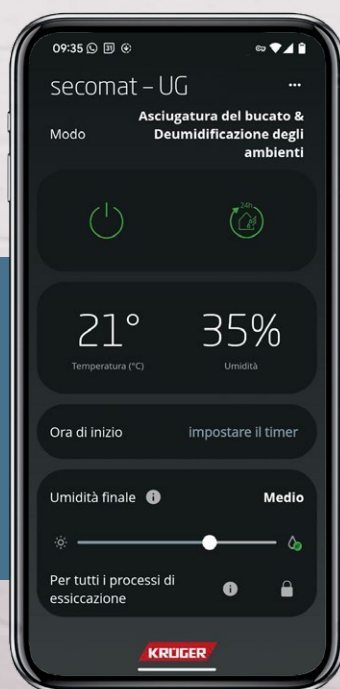 09:35 31
secomat – UG
Asciugatura del bucato &
Modo Deumidificazione degli
ambienti
24h
21° 35%
Temperatura (°C) Umidità
Ora di inizio impostare il timer
Umidità finale i Medio
Per tutti i processi di
essiccazione i
KRÜGER